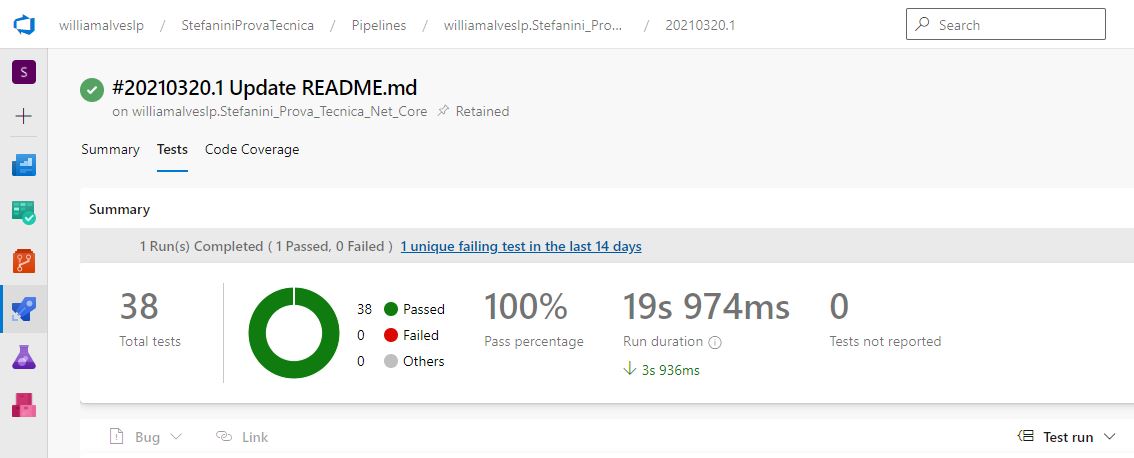 williamalveslp / StefaniniProvaTecnica / Pipelines / williamalveslp.Stefanini_Pro... / 20210320.1
Search
S
#20210320.1 Update README.md
on williamalveslp.Stefanini_Prova_Tecnica_Net_Core Retained
Summary Tests Code Coverage
Summary
1 Run(s) Completed ( 1 Passed, 0 Failed ) 1 unique failing test in the last 14 days
38
Total tests
38 Passed
0 Failed
0 Others
100%
Pass percentage
19s 974ms
Run duration
3s 936ms
0
Tests not reported
Bug Link Test run